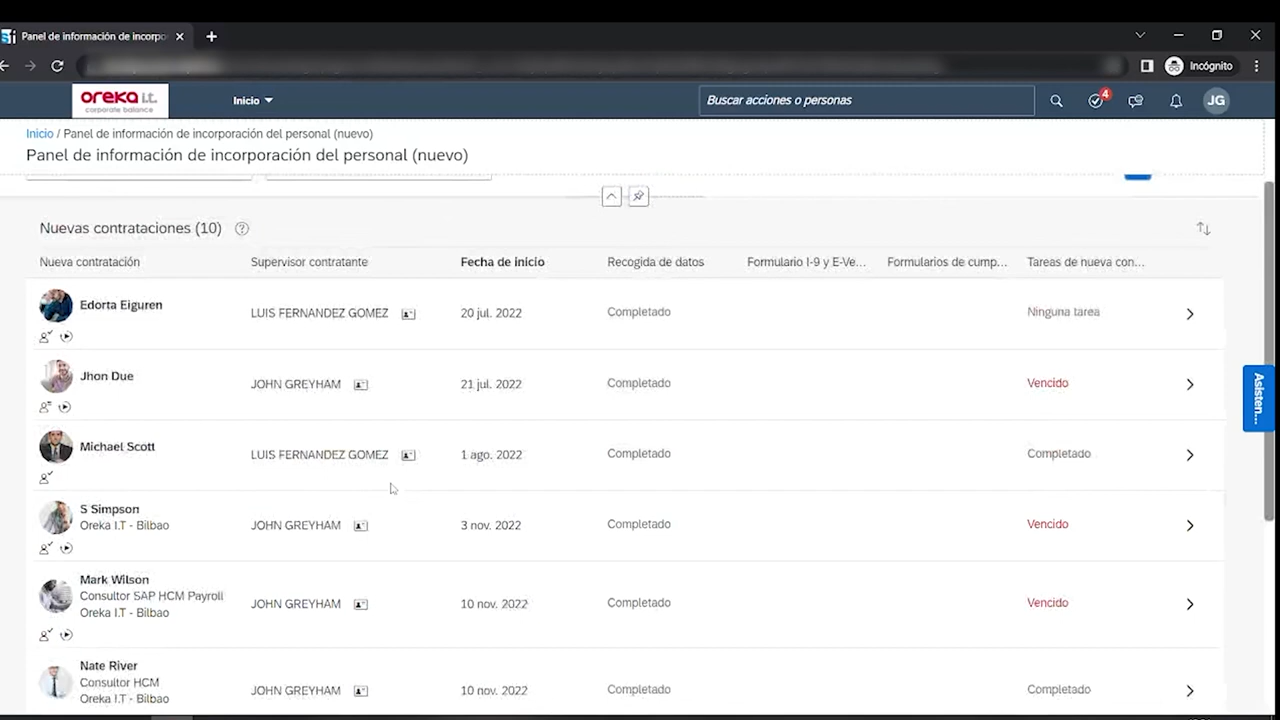 Panel de información de incorpo
Incógnito
oreka i.t.
corporate balance
Inicio
Buscar acciones o personas
4
JG
Inicio / Panel de información de incorporación del personal (nuevo)
Panel de información de incorporación del personal (nuevo)
Nuevas contrataciones (10)
Nueva contratación Supervisor contratante Fecha de inicio Recogida de datos Formulario I-9 y E-Ve... Formularios de cump... Tareas de nueva con...
Edorta Eiguren LUIS FERNANDEZ GOMEZ 20 jul. 2022 Completado Ninguna tarea
Jhon Due JOHN GREYHAM 21 jul. 2022 Completado Vencido
Michael Scott LUIS FERNANDEZ GOMEZ 1 ago. 2022 Completado Completado
S Simpson
Oreka I.T - Bilbao JOHN GREYHAM 3 nov. 2022 Completado Vencido
Mark Wilson
Consultor SAP HCM Payroll JOHN GREYHAM 10 nov. 2022 Completado Vencido
Oreka I.T - Bilbao
Nate River
Consultor HCM JOHN GREYHAM 10 nov. 2022 Completado Completado
Oreka I.T - Bilbao
Asisten...